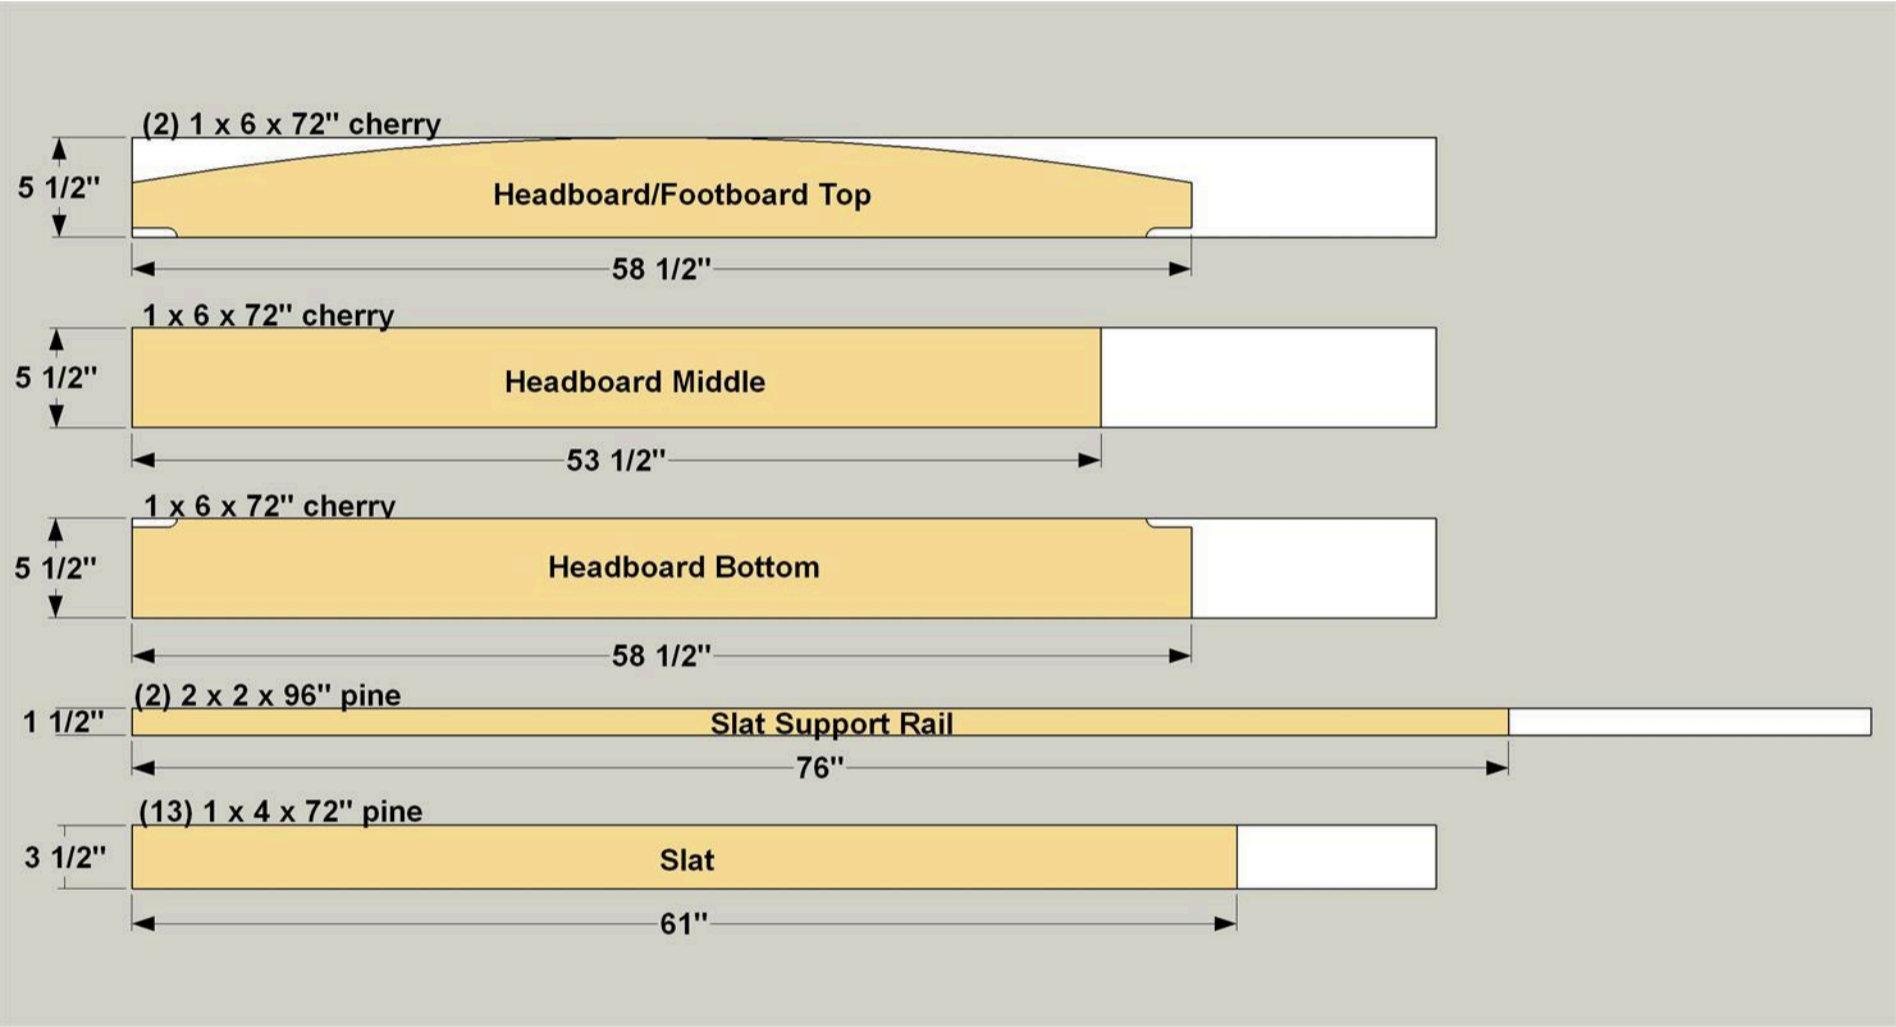 (2) 1 x 6 x 72" cherry
5 1/2"
Headboard/Footboard Top
58 1/2"
1 x 6 x 72" cherry
5 1/2"
Headboard Middle
53 1/2"
1 x 6 x 72" cherry
5 1/2"
Headboard Bottom
58 1/2"
(2) 2 x 2 x 96" pine
1 1/2"
Slat Support Rail
76"
(13) 1 x 4 x 72" pine
3 1/2"
Slat
61"